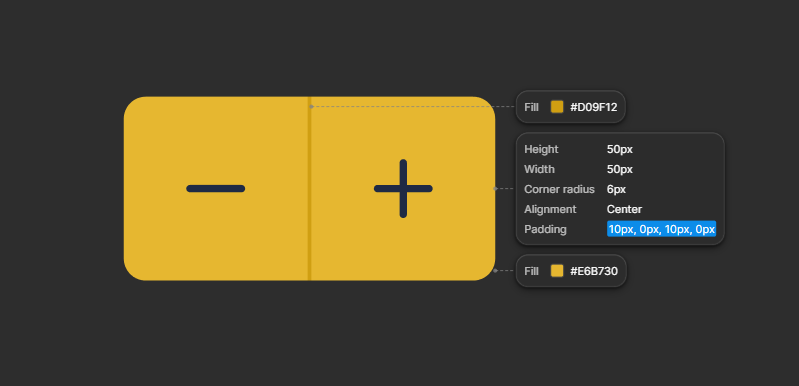 Fill #D09F12
Height 50px
Width 50px
Corner radius 6px
Alignment Center
Padding 10px, 0px, 10px, 0px
Fill #E6B730